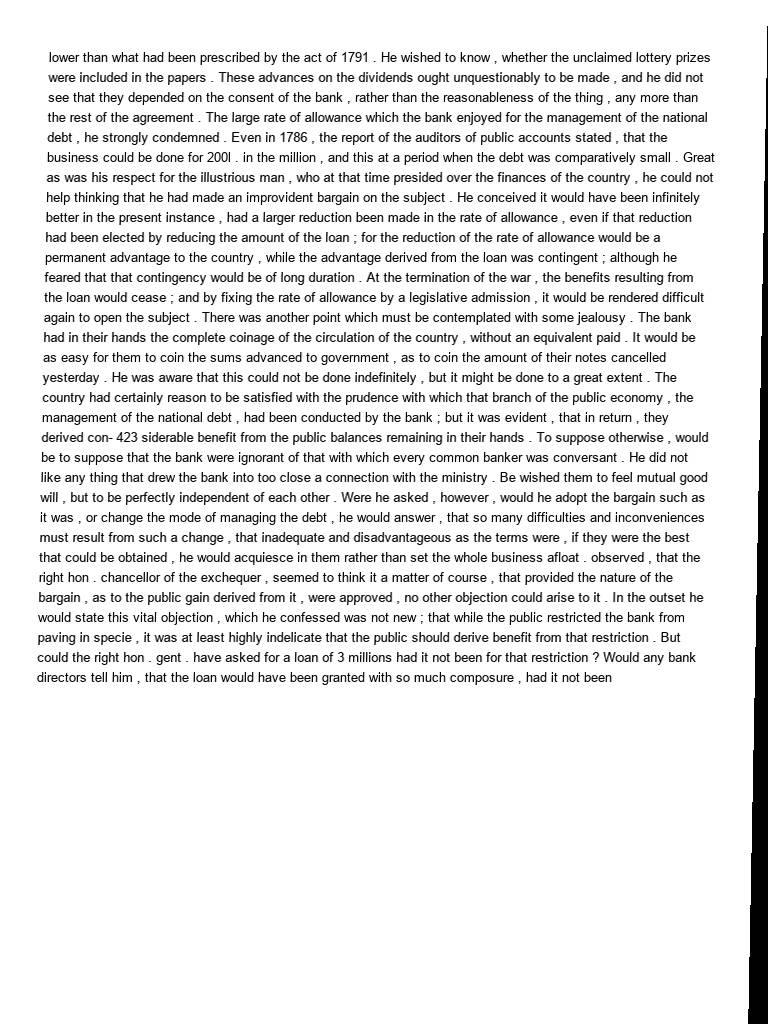 lower than what had been prescribed by the act of 1791 . He wished to know , whether the unclaimed lottery prizes
were included in the papers . These advances on the dividends ought unquestionably to be made , and he did not
see that they depended on the consent of the bank , rather than the reasonableness of the thing , any more than
the rest of the agreement . The large rate of allowance which the bank enjoyed for the management of the national
debt , he strongly condemned . Even in 1786 , the report of the auditors of public accounts stated , that the
business could be done for 200l . in the million , and this at a period when the debt was comparatively small . Great
as was his respect for the illustrious man , who at that time presided over the finances of the country , he could not
help thinking that he had made an improvident bargain on the subject . He conceived it would have been infinitely
better in the present instance , had a larger reduction been made in the rate of allowance , even if that reduction
had been elected by reducing the amount of the loan ; for the reduction of the rate of allowance would be a
permanent advantage to the country , while the advantage derived from the loan was contingent ; although he
feared that that contingency would be of long duration . At the termination of the war , the benefits resulting from
the loan would cease ; and by fixing the rate of allowance by a legislative admission , it would be rendered difficult
again to open the subject . There was another point which must be contemplated with some jealousy . The bank
had in their hands the complete coinage of the circulation of the country , without an equivalent paid . It would be
as easy for them to coin the sums advanced to government , as to coin the amount of their notes cancelled
yesterday . He was aware that this could not be done indefinitely , but it might be done to a great extent . The
country had certainly reason to be satisfied with the prudence with which that branch of the public economy , the
management of the national debt , had been conducted by the bank ; but it was evident , that in return , they
derived con- 423 siderable benefit from the public balances remaining in their hands . To suppose otherwise , would
be to suppose that the bank were ignorant of that with which every common banker was conversant . He did not
like any thing that drew the bank into too close a connection with the ministry . Be wished them to feel mutual good
will , but to be perfectly independent of each other . Were he asked , however , would he adopt the bargain such as
it was , or change the mode of managing the debt , he would answer , that so many difficulties and inconveniences
must result from such a change , that inadequate and disadvantageous as the terms were , if they were the best
that could be obtained , he would acquiesce in them rather than set the whole business afloat . observed , that the
right hon . chancellor of the exchequer , seemed to think it a matter of course , that provided the nature of the
bargain , as to the public gain derived from it , were approved , no other objection could arise to it . In the outset he
would state this vital objection , which he confessed was not new ; that while the public restricted the bank from
paving in specie , it was at least highly indelicate that the public should derive benefit from that restriction . But
could the right hon . gent . have asked for a loan of 3 millions had it not been for that restriction ? Would any bank
directors tell him , that the loan would have been granted with so much composure , had it not been